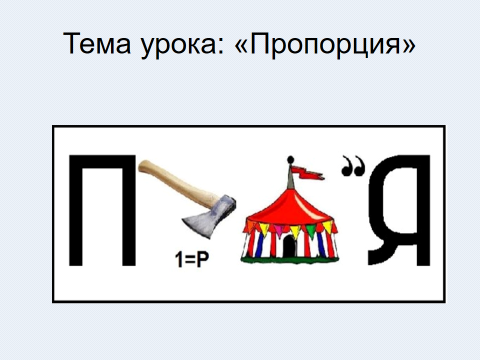 Тема урока: «Пропорция»
П ,, Я
1=Р